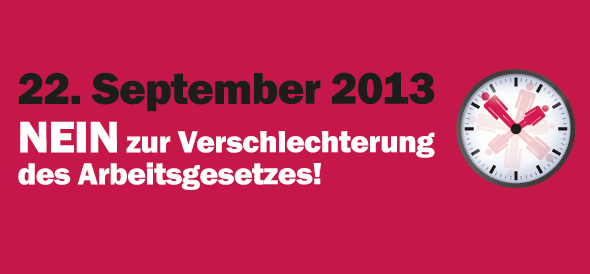 22. September 2013
NEIN zur Verschlechterung
des Arbeitsgesetzes!